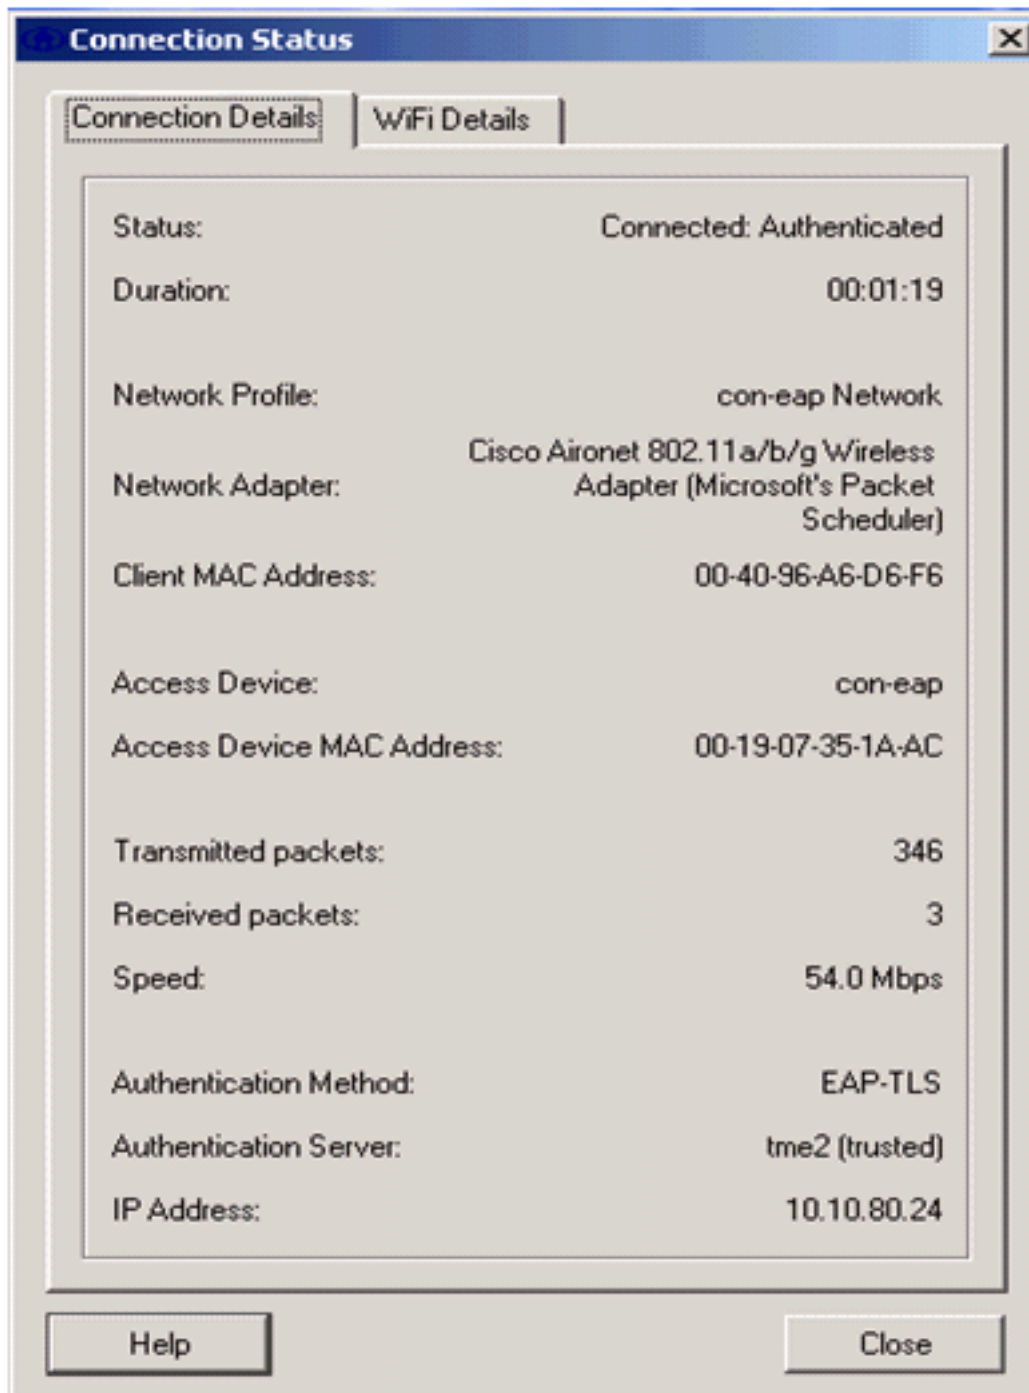 Connection Status
Connection Details
WiFi Details
Status: Connected: Authenticated
Duration: 00:01:19
Network Profile: con-eap Network
Cisco Aironet 802.11a/b/g Wireless
Network Adapter: Adapter (Microsoft's Packet
Scheduler)
Client MAC Address: 00-40-96-A6-D6-F6
Access Device: con-eap
Access Device MAC Address: 00-19-07-35-1A-AC
Transmitted packets: 346
Received packets: 3
Speed: 54.0 Mbps
Authentication Method: EAP-TLS
Authentication Server: tme2 (trusted)
IP Address: 10.10.80.24
Help
Close